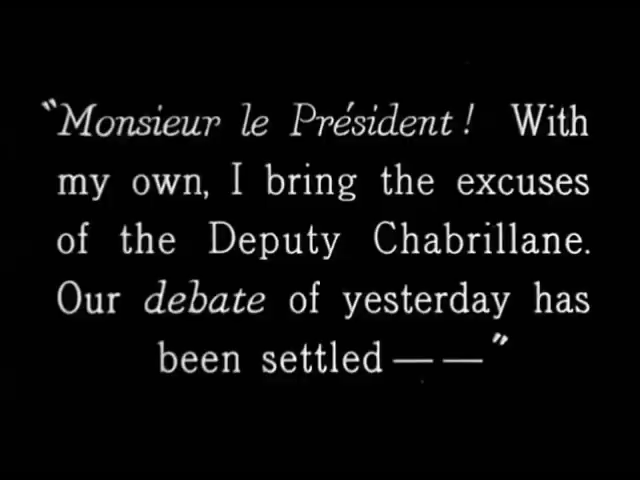 "Monsieur le Président! With
my own, I bring the excuses
of the Deputy Chabrillane.
Our debate of yesterday has
been settled — —"